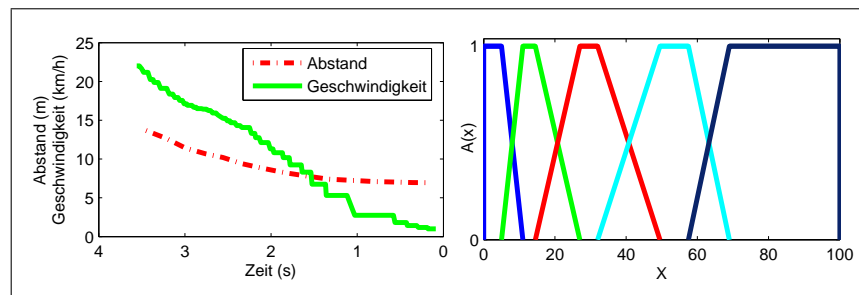 Abstand (m)
Geschwindigkeit (km/h)
25
20
15
10
5
0
4
3
2
1
0
Zeit (s)
Abstand
Geschwindigkeit
A(x)
1
0
0
20
40
60
80
100
X